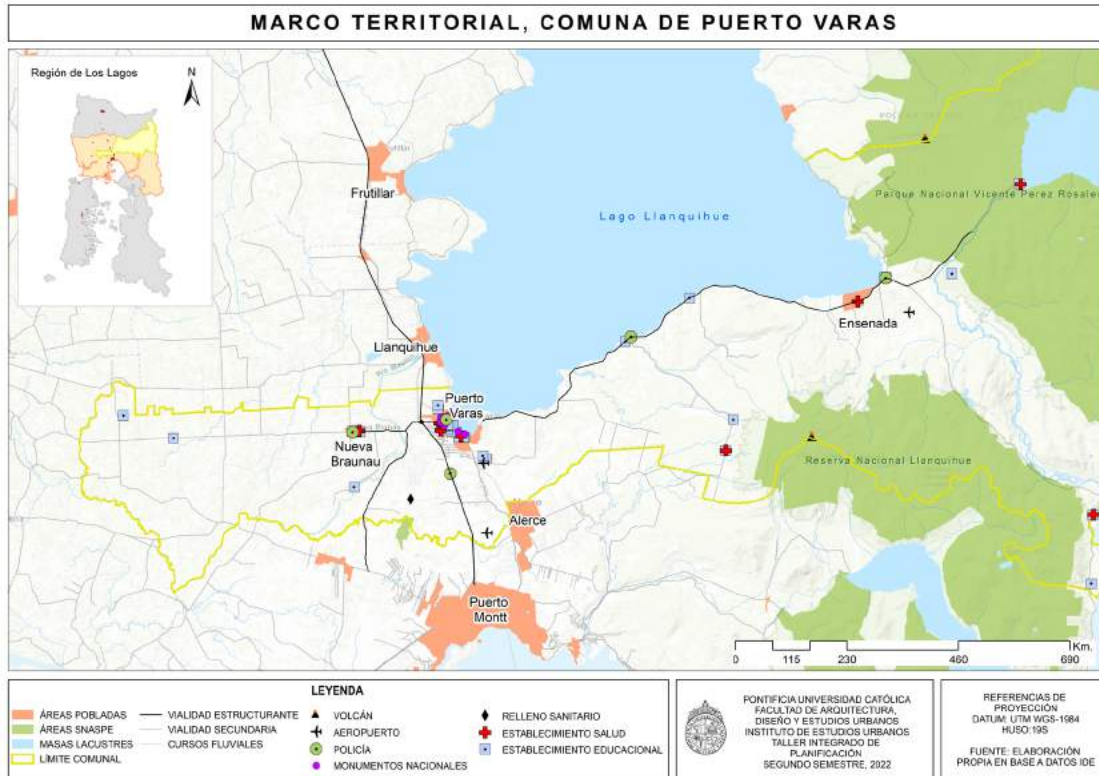 MARCO TERRITORIAL, COMUNA DE PUERTO VARAS
Región de Los Lagos
N
Frutillar
Lago Llanquihue
Parque Nacional Vicente Perez Rosales
Ensenada
Llanquihue
Puerto
Varas
Nueva
Braunau
Reserva Nacional Llanquihue
Alerce
Puerto
Montt
Km.
0 115 230 460 690
LEYENDA
ÁREAS POBLADAS
ÁREAS SNASPE
MASAS LACUSTRES
LÍMITE COMUNAL
VIALIDAD ESTRUCTURANTE
VIALIDAD SECUNDARIA
CURSOS FLUVIALES
VOLCÁN
AEROPUERTO
POLICÍA
MONUMENTOS NACIONALES
RELLENO SANITARIO
ESTABLECIMIENTO SALUD
ESTABLECIMIENTO EDUCACIONAL
PONTIFICIA UNIVERSIDAD CATÓLICA
FACULTAD DE ARQUITECTURA,
DISEÑO Y ESTUDIOS URBANOS
INSTITUTO DE ESTUDIOS URBANOS
TALLER INTEGRADO DE
PLANIFICACIÓN
SEGUNDO SEMESTRE, 2022
REFERENCIAS DE
PROYECCIÓN
DATUM: UTM WGS-1984
HUSO:19S
FUENTE: ELABORACIÓN
PROPIA EN BASE A DATOS IDE